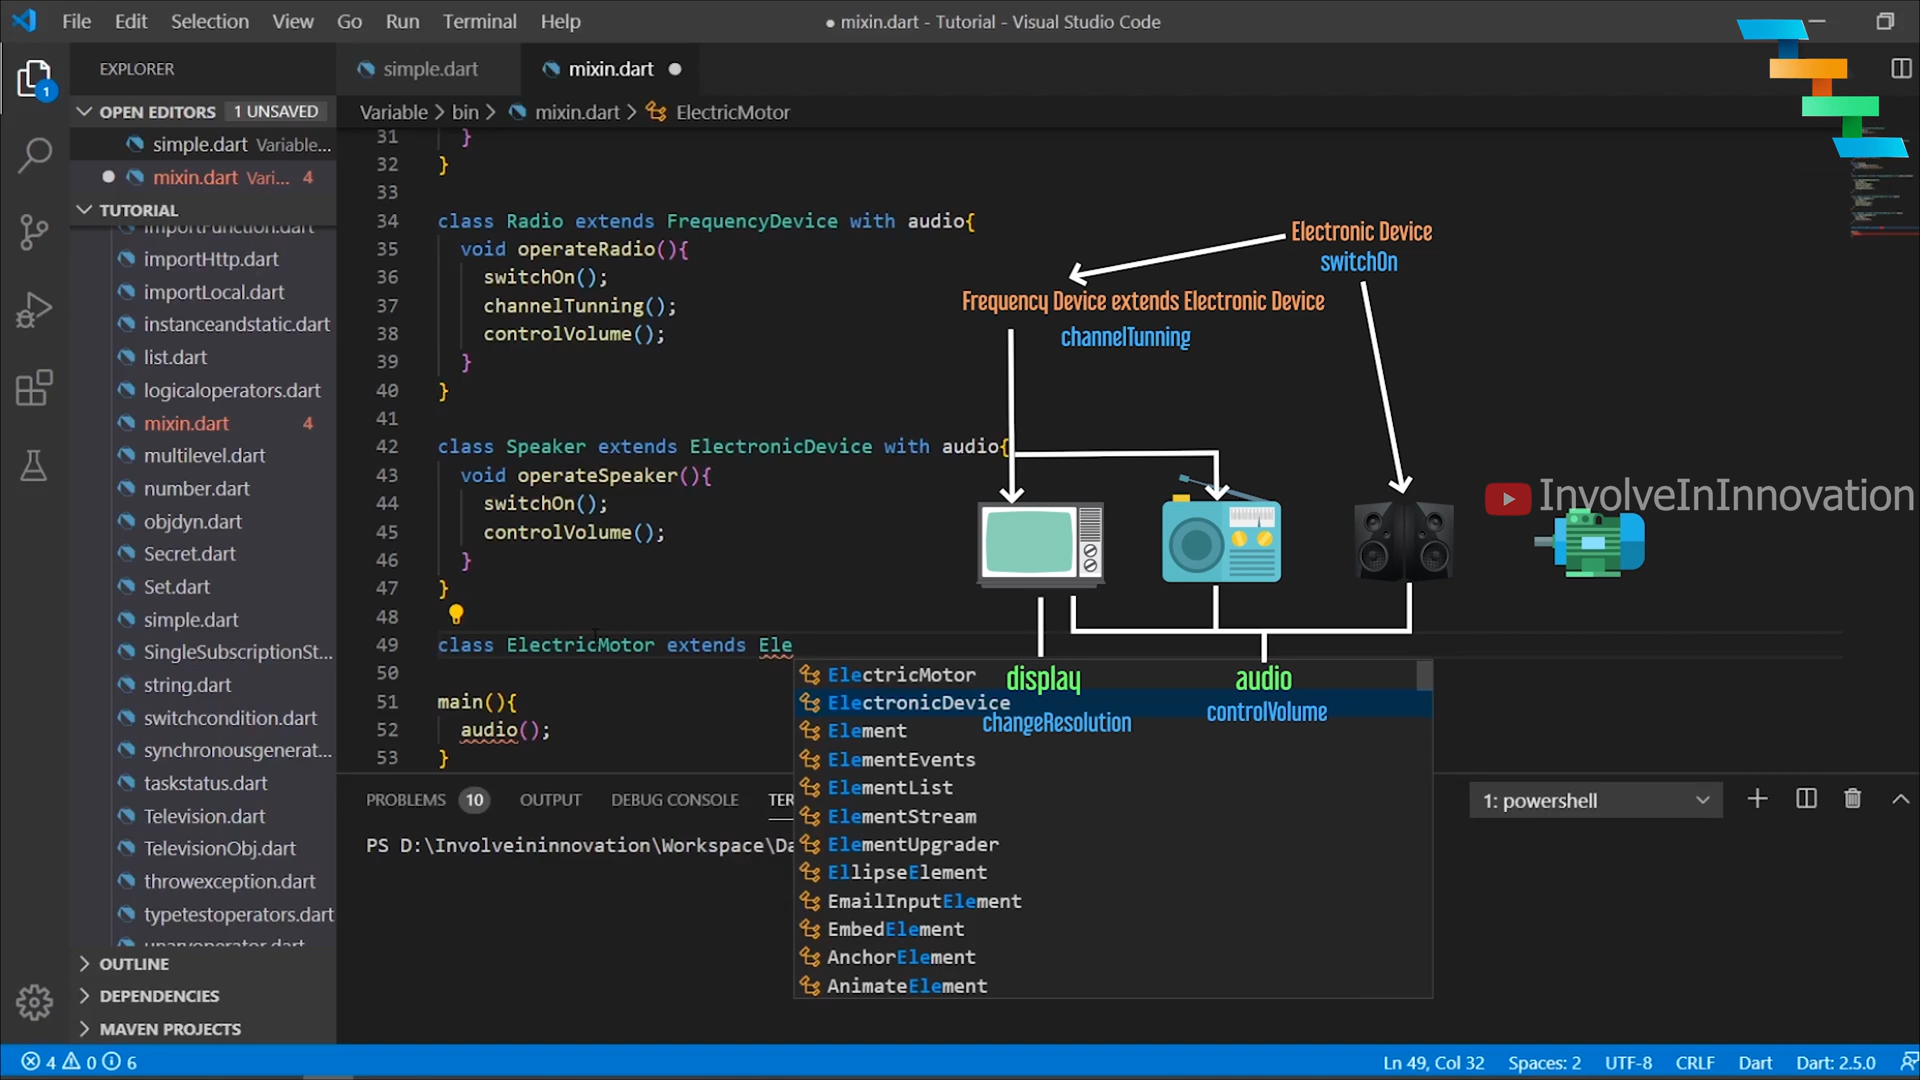 File Edit Selection View Go Run Terminal Help
● mixin.dart - Tutorial - Visual Studio Code
EXPLORER
simple.dart
mixin.dart
OPEN EDITORS 1 UNSAVED
simple.dart Variable...
mixin.dart Vari... 4
TUTORIAL
importFunction.dart
importHttp.dart
importLocal.dart
instanceandstatic.dart
list.dart
logicaloperators.dart
mixin.dart 4
multilevel.dart
number.dart
objdyn.dart
Secret.dart
Set.dart
simple.dart
SingleSubscriptionSt...
string.dart
switchcondition.dart
synchronousgenerat...
taskstatus.dart
Television.dart
TelevisionObj.dart
throwexception.dart
typetestoperators.dart
unaryoperator.dart
OUTLINE
DEPENDENCIES
MAVEN PROJECTS
1
Variable > bin > mixin.dart > ElectricMotor
31 }
32 }
33
34 class Radio extends FrequencyDevice with audio{
35 void operateRadio(){
36 switchOn();
37 channelTunning();
38 controlVolume();
39 }
40 }
41
42 class Speaker extends ElectronicDevice with audio{
43 void operateSpeaker(){
44 switchOn();
45 controlVolume();
46 }
47 }
48
49 class ElectricMotor extends Ele
50
51 main(){
52 audio();
53 }
ElectricMotor
ElectronicDevice
Element
ElementEvents
ElementList
ElementStream
ElementUpgrader
EllipseElement
EmailInputElement
EmbedElement
AnchorElement
AnimateElement
Electronic Device
switchOn
Frequency Device extends Electronic Device
channelTunning
InvolveInInnovation
display
changeResolution
audio
controlVolume
PROBLEMS 10 OUTPUT DEBUG CONSOLE TER
1: powershell
PS D:\Involveininnovation\Workspace\Da
4 0 6
Ln 49, Col 32 Spaces: 2 UTF-8 CRLF Dart Dart: 2.5.0